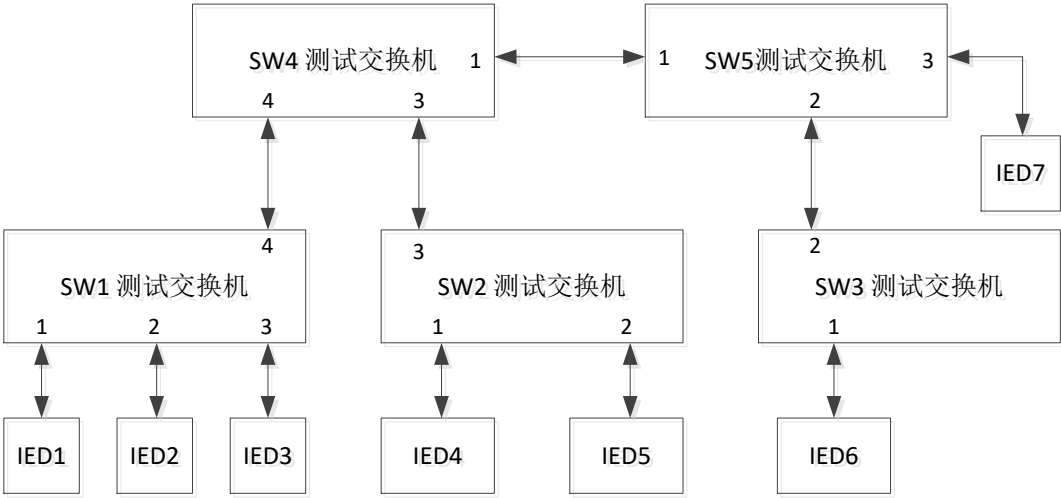 SW4 测试交换机 1
4 3
1 SW5测试交换机 3
2
IED7
4
SW1 测试交换机
1 2 3
3
SW2 测试交换机
1 2
2
SW3 测试交换机
1
IED1 IED2 IED3 IED4 IED5 IED6